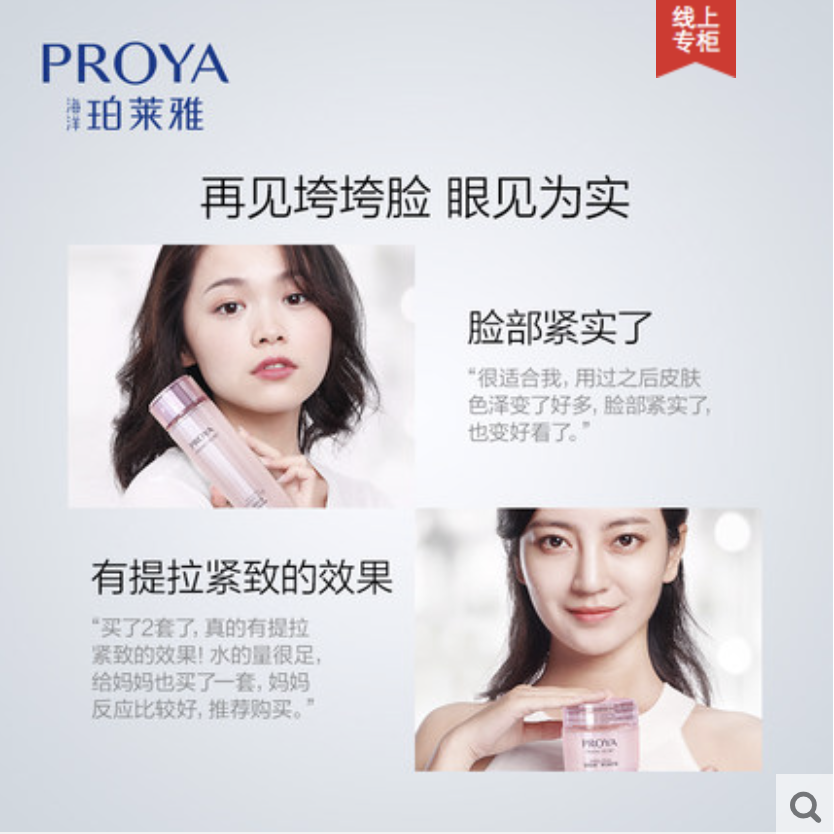 线上
专柜
PROYA
海洋
珀莱雅
再见垮垮脸 眼见为实
脸部紧实了
“很适合我, 用过之后皮肤
色泽变了好多, 脸部紧实了,
也变好看了。”
PROYA
有提拉紧致的效果
“买了2套了, 真的有提拉
紧致的效果! 水的量很足,
给妈妈也买了一套, 妈妈
反应比较好, 推荐购买。”
PROYA